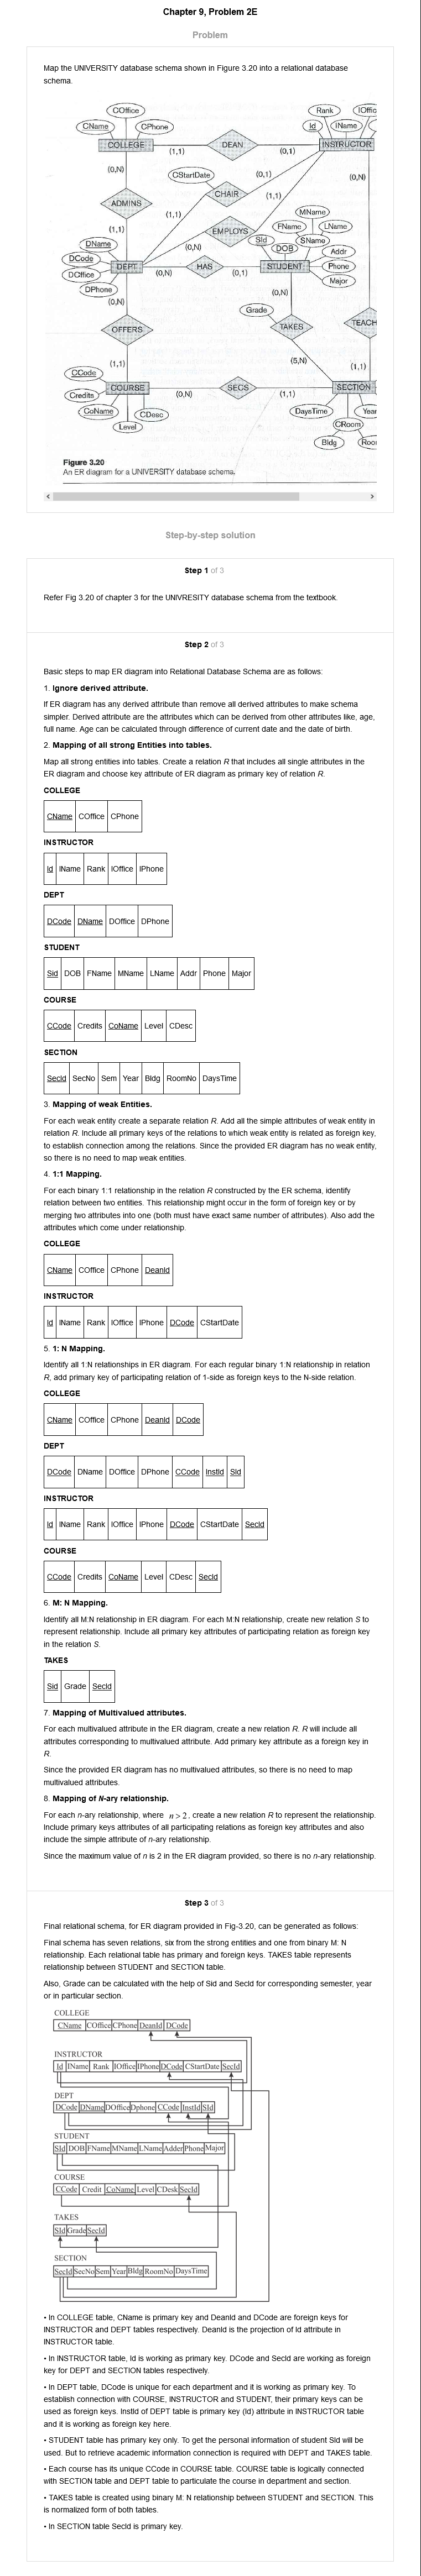 Chapter 9, Problem 2E
Problem
Map the UNIVERSITY database schema shown in Figure 3.20 into a relational database
schema.
COffice
CName
CPhone
COLLEGE
(1,1)
DEAN
(0,1)
Rank
IOffic
Id
IName
INSTRUCTOR
(0,N)
CStartDate
(0,1)
(0,N)
CHAIR
(1,1)
ADMINS
(1,1)
MName
(1,1)
EMPLOYS
FName
LName
SId
DOB
SName
DName
(0,N)
Addr
DCode
DEPT
HAS
STUDENT
Phone
DOffice
(0,N)
(0,1)
Major
DPhone
(0,N)
(0,N)
Grade
OFFERS
TAKES
TEACH
(5,N)
(1,1)
(1,1)
CCode
COURSE
(0,N)
SECS
(1,1)
SECTION
Credits
CoName
CDesc
DaysTime
Year
Level
CRoom
Bldg
Roor
Figure 3.20
An ER diagram for a UNIVERSITY database schema.
Step-by-step solution
Step 1 of 3
Refer Fig 3.20 of chapter 3 for the UNIVRESITY database schema from the textbook.
Step 2 of 3
Basic steps to map ER diagram into Relational Database Schema are as follows:
1. Ignore derived attribute.
If ER diagram has any derived attribute than remove all derived attributes to make schema
simpler. Derived attribute are the attributes which can be derived from other attributes like, age,
full name. Age can be calculated through difference of current date and the date of birth.
2. Mapping of all strong Entities into tables.
Map all strong entities into tables. Create a relation R that includes all single attributes in the
ER diagram and choose key attribute of ER diagram as primary key of relation R.
COLLEGE
CName COffice CPhone
INSTRUCTOR
Id IName Rank IOffice IPhone
DEPT
DCode DName DOffice DPhone
STUDENT
Sid DOB FName MName LName Addr Phone Major
COURSE
CCode Credits CoName Level CDesc
SECTION
SecId SecNo Sem Year Bldg RoomNo DaysTime
3. Mapping of weak Entities.
For each weak entity create a separate relation R. Add all the simple attributes of weak entity in
relation R. Include all primary keys of the relations to which weak entity is related as foreign key,
to establish connection among the relations. Since the provided ER diagram has no weak entity,
so there is no need to map weak entities.
4. 1:1 Mapping.
For each binary 1:1 relationship in the relation R constructed by the ER schema, identify
relation between two entities. This relationship might occur in the form of foreign key or by
merging two attributes into one (both must have exact same number of attributes). Also add the
attributes which come under relationship.
COLLEGE
CName COffice CPhone DeanId
INSTRUCTOR
Id IName Rank IOffice IPhone DCode CStartDate
5. 1: N Mapping.
Identify all 1:N relationships in ER diagram. For each regular binary 1:N relationship in relation
R, add primary key of participating relation of 1-side as foreign keys to the N-side relation.
COLLEGE
CName COffice CPhone DeanId DCode
DEPT
DCode DName DOffice DPhone CCode InstId SId
INSTRUCTOR
Id IName Rank IOffice IPhone DCode CStartDate SecId
COURSE
CCode Credits CoName Level CDesc SecId
6. M: N Mapping.
Identify all M:N relationship in ER diagram. For each M:N relationship, create new relation S to
represent relationship. Include all primary key attributes of participating relation as foreign key
in the relation S.
TAKES
Sid Grade SecId
7. Mapping of Multivalued attributes.
For each multivalued attribute in the ER diagram, create a new relation R. R will include all
attributes corresponding to multivalued attribute. Add primary key attribute as a foreign key in
R.
Since the provided ER diagram has no multivalued attributes, so there is no need to map
multivalued attributes.
8. Mapping of N-ary relationship.
For each n-ary relationship, where n > 2, create a new relation R to represent the relationship.
Include primary keys attributes of all participating relations as foreign key attributes and also
include the simple attribute of n-ary relationship.
Since the maximum value of n is 2 in the ER diagram provided, so there is no n-ary relationship.
Step 3 of 3
Final relational schema, for ER diagram provided in Fig-3.20, can be generated as follows:
Final schema has seven relations, six from the strong entities and one from binary M: N
relationship. Each relational table has primary and foreign keys. TAKES table represents
relationship between STUDENT and SECTION table.
Also, Grade can be calculated with the help of Sid and SecId for corresponding semester, year
or in particular section.
COLLEGE
CName COffice CPhone DeanId DCode
INSTRUCTOR
Id IName Rank IOffice IPhone DCode CStartDate SecId
DEPT
DCode DName DOffice Dphone CCode InstId SId
STUDENT
SId DOB FName MName LName Adder Phone Major
COURSE
CCode Credit CoName Level CDesk SecId
TAKES
SId Grade SecId
SECTION
SecId SecNo Sem Year Bldg RoomNo DaysTime
• In COLLEGE table, CName is primary key and DeanId and DCode are foreign keys for
INSTRUCTOR and DEPT tables respectively. DeanId is the projection of Id attribute in
INSTRUCTOR table.
• In INSTRUCTOR table, Id is working as primary key. DCode and SecId are working as foreign
key for DEPT and SECTION tables respectively.
• In DEPT table, DCode is unique for each department and it is working as primary key. To
establish connection with COURSE, INSTRUCTOR and STUDENT, their primary keys can be
used as foreign keys. InstId of DEPT table is primary key (Id) attribute in INSTRUCTOR table
and it is working as foreign key here.
• STUDENT table has primary key only. To get the personal information of student SId will be
used. But to retrieve academic information connection is required with DEPT and TAKES table.
• Each course has its unique CCode in COURSE table. COURSE table is logically connected
with SECTION table and DEPT table to particulate the course in department and section.
• TAKES table is created using binary M: N relationship between STUDENT and SECTION. This
is normalized form of both tables.
• In SECTION table SecId is primary key.